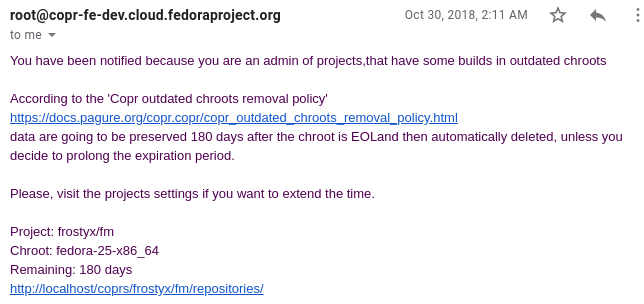 root@copr-fe-dev.cloud.fedoraproject.org Oct 30, 2018, 2:11 AM
to me
You have been notified because you are an admin of projects,that have some builds in outdated chroots
According to the 'Copr outdated chroots removal policy'
https://docs.pagure.org/copr.copr/copr_outdated_chroots_removal_policy.html
data are going to be preserved 180 days after the chroot is EOLand then automatically deleted, unless you
decide to prolong the expiration period.
Please, visit the projects settings if you want to extend the time.
Project: frostyx/fm
Chroot: fedora-25-x86_64
Remaining: 180 days
http://localhost/coprs/frostyx/fm/repositories/